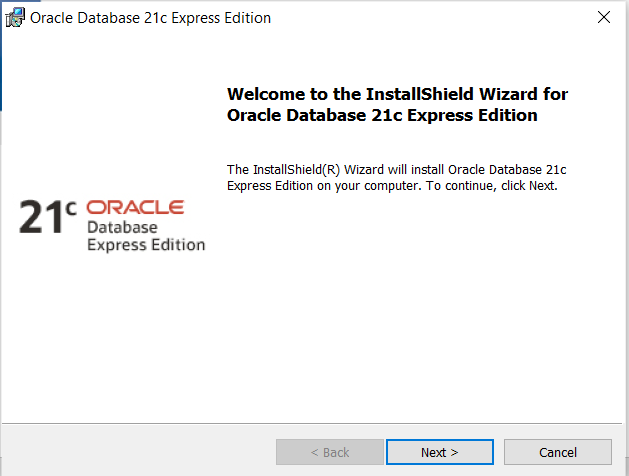 Oracle Database 21c Express Edition
Welcome to the InstallShield Wizard for
Oracle Database 21c Express Edition
The InstallShield(R) Wizard will install Oracle Database 21c
Express Edition on your computer. To continue, click Next.
21c ORACLE
Database
Express Edition
< Back Next > Cancel